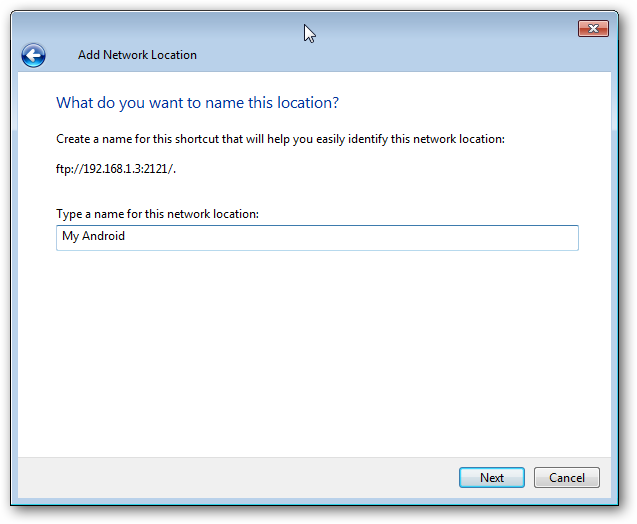 Add Network Location
What do you want to name this location?
Create a name for this shortcut that will help you easily identify this network location:
ftp://192.168.1.3:2121/.
Type a name for this network location:
My Android
Next
Cancel